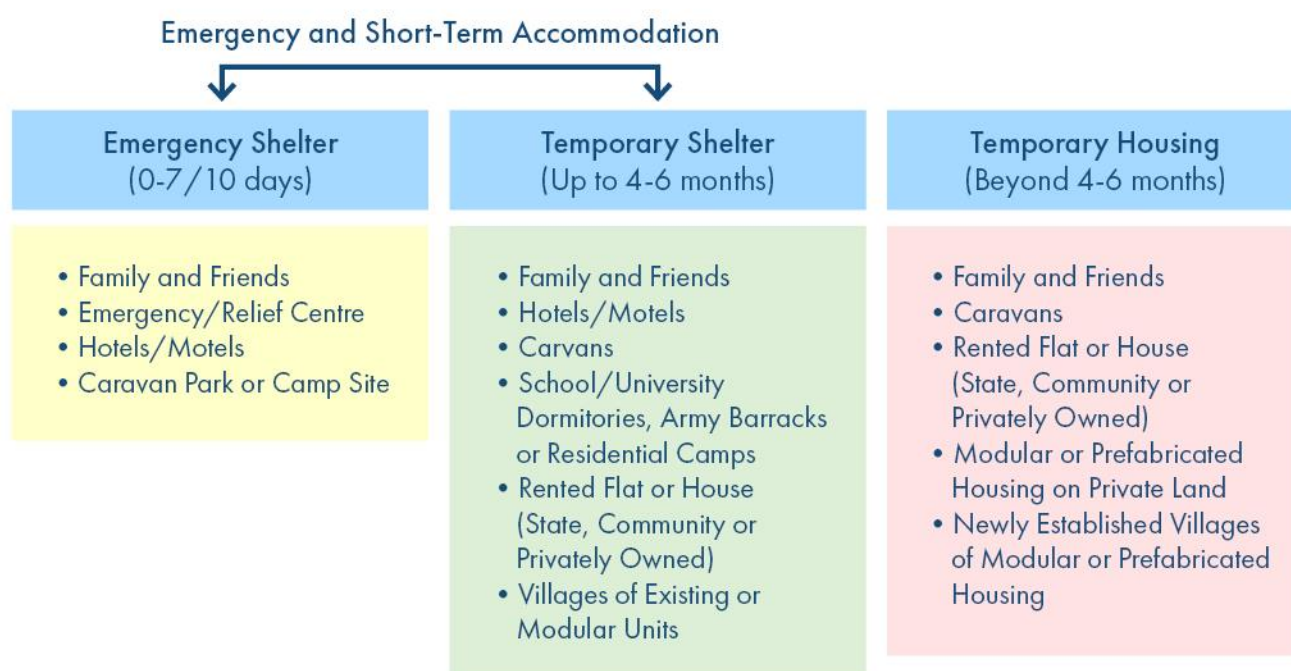 Emergency and Short-Term Accommodation
Emergency Shelter
(0-7/10 days)
• Family and Friends
• Emergency/Relief Centre
• Hotels/Motels
• Caravan Park or Camp Site
Temporary Shelter
(Up to 4-6 months)
• Family and Friends
• Hotels/Motels
• Carvans
• School/University
Dormitories, Army Barracks
or Residential Camps
• Rented Flat or House
(State, Community or
Privately Owned)
• Villages of Existing or
Modular Units
Temporary Housing
(Beyond 4-6 months)
• Family and Friends
• Caravans
• Rented Flat or House
(State, Community or
Privately Owned)
• Modular or Prefabricated
Housing on Private Land
• Newly Established Villages
of Modular or Prefabricated
Housing